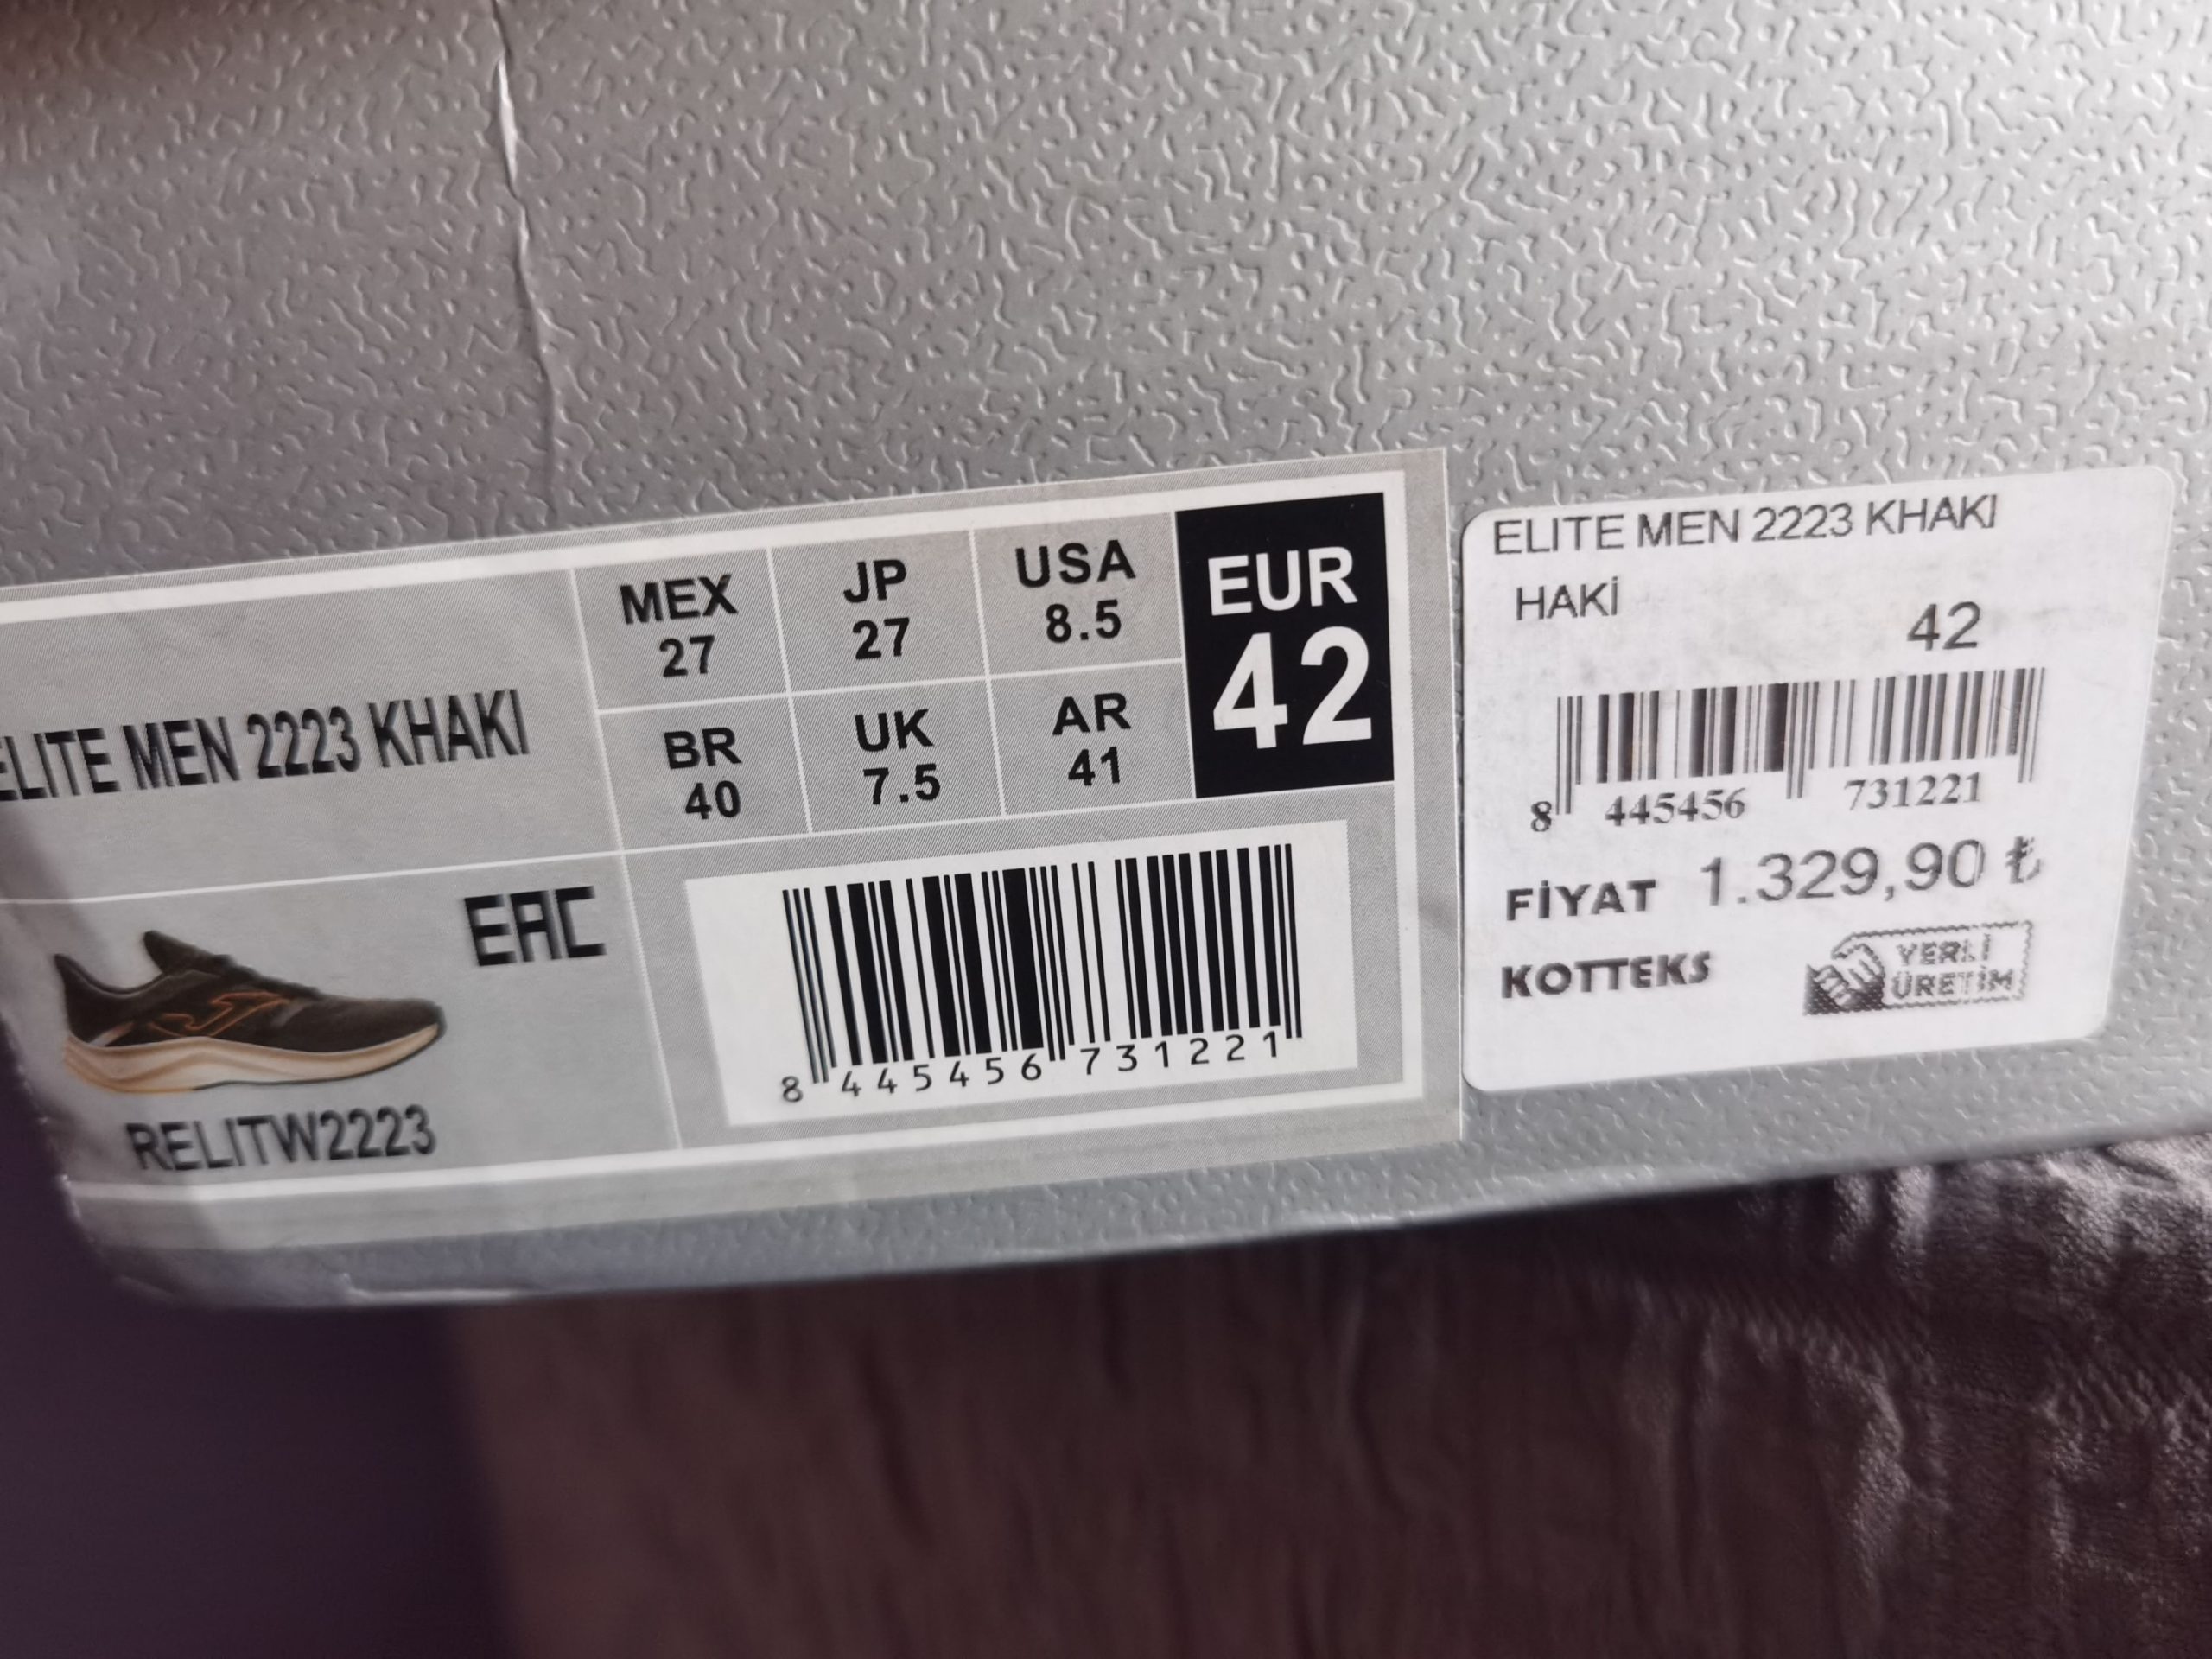 ELITE MEN 2223 KHAKI
MEX
27
JP
27
USA
8.5
BR
40
UK
7.5
AR
41
EUR
42
EAC
RELITW2223
8 445456 731221
ELITE MEN 2223 KHAKI
HAKİ
42
8 445456 731221
FİYAT 1.329,90 ₺
KOTTEKS
YERLİ
ÜRETİM